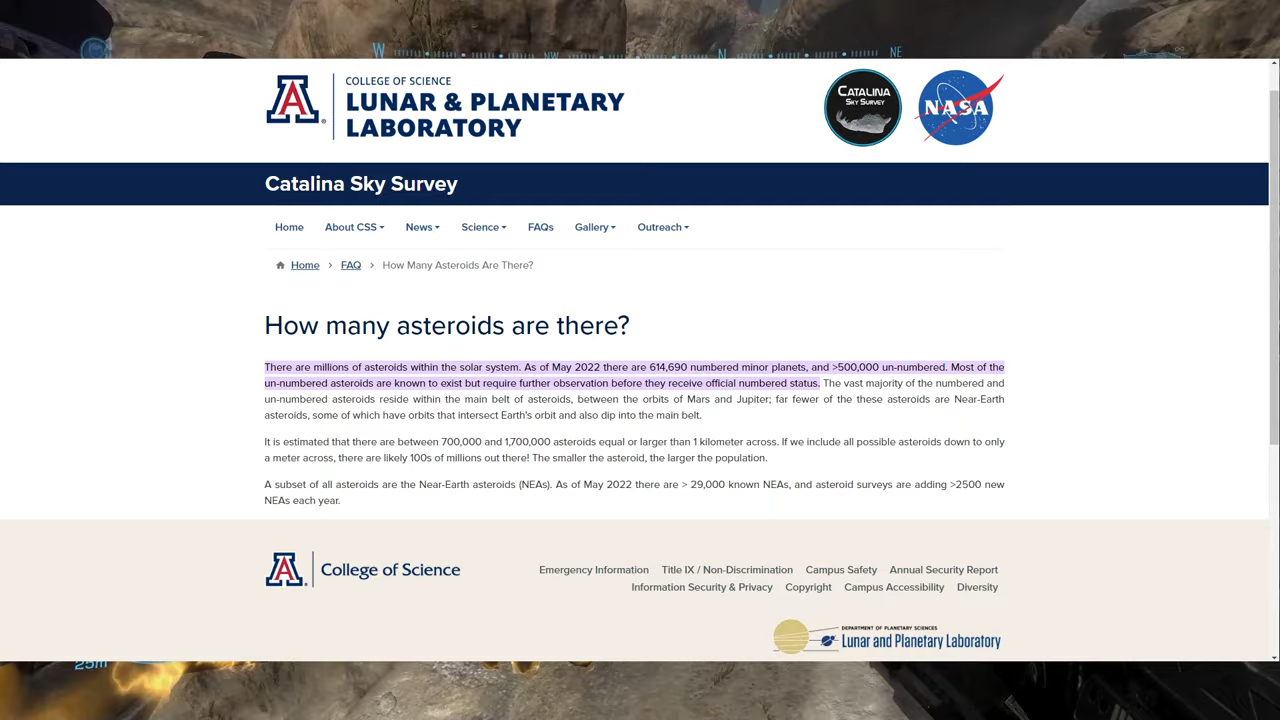 W NW N NE
COLLEGE OF SCIENCE
LUNAR & PLANETARY
LABORATORY
CATALINA
SKY SURVEY
NASA
Catalina Sky Survey
Home About CSS News Science FAQs Gallery Outreach
Home > FAQ > How Many Asteroids Are There?
How many asteroids are there?
There are millions of asteroids within the solar system. As of May 2022 there are 614,690 numbered minor planets, and >500,000 un-numbered. Most of the
un-numbered asteroids are known to exist but require further observation before they receive official numbered status. The vast majority of the numbered and
un-numbered asteroids reside within the main belt of asteroids, between the orbits of Mars and Jupiter; far fewer of the these asteroids are Near-Earth
asteroids, some of which have orbits that intersect Earth's orbit and also dip into the main belt.
It is estimated that there are between 700,000 and 1,700,000 asteroids equal or larger than 1 kilometer across. If we include all possible asteroids down to only
a meter across, there are likely 100s of millions out there! The smaller the asteroid, the larger the population.
A subset of all asteroids are the Near-Earth asteroids (NEAs). As of May 2022 there are > 29,000 known NEAs, and asteroid surveys are adding >2500 new
NEAs each year.
College of Science
Emergency Information Title IX / Non-Discrimination Campus Safety Annual Security Report
Information Security & Privacy Copyright Campus Accessibility Diversity
DEPARTMENT OF PLANETARY SCIENCES
Lunar and Planetary Laboratory
25m